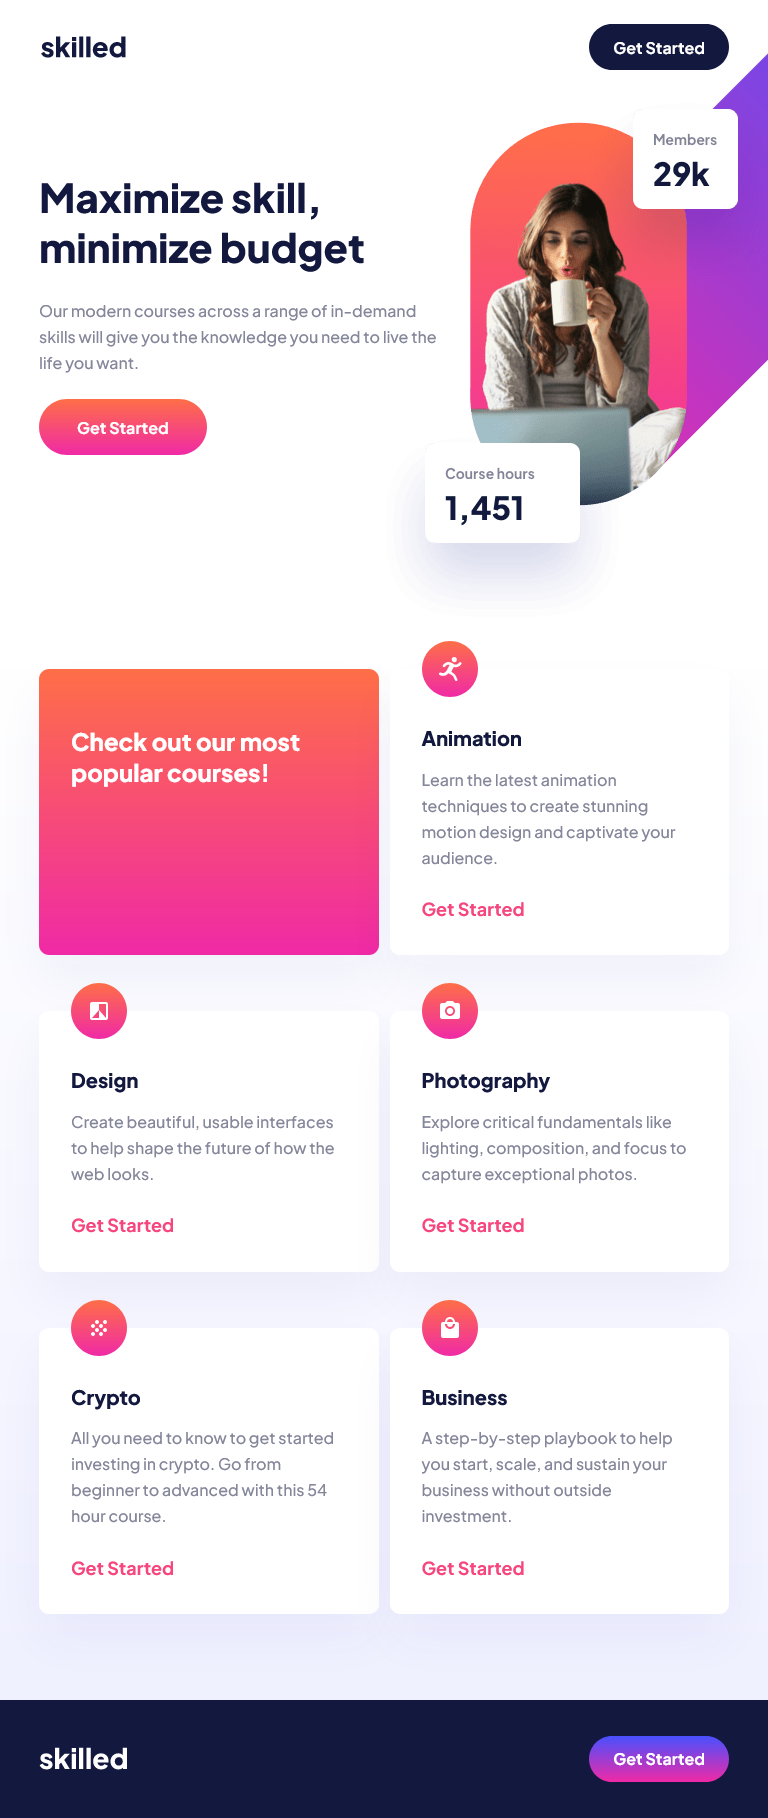 skilled
Get Started
Members
29k
Maximize skill,
minimize budget
Our modern courses across a range of in-demand
skills will give you the knowledge you need to live the
life you want.
Get Started
Course hours
1,451
Check out our most
popular courses!
Animation
Learn the latest animation
techniques to create stunning
motion design and captivate your
audience.
Get Started
Design
Create beautiful, usable interfaces
to help shape the future of how the
web looks.
Get Started
Photography
Explore critical fundamentals like
lighting, composition, and focus to
capture exceptional photos.
Get Started
Crypto
All you need to know to get started
investing in crypto. Go from
beginner to advanced with this 54
hour course.
Get Started
Business
A step-by-step playbook to help
you start, scale, and sustain your
business without outside
investment.
Get Started
skilled
Get Started